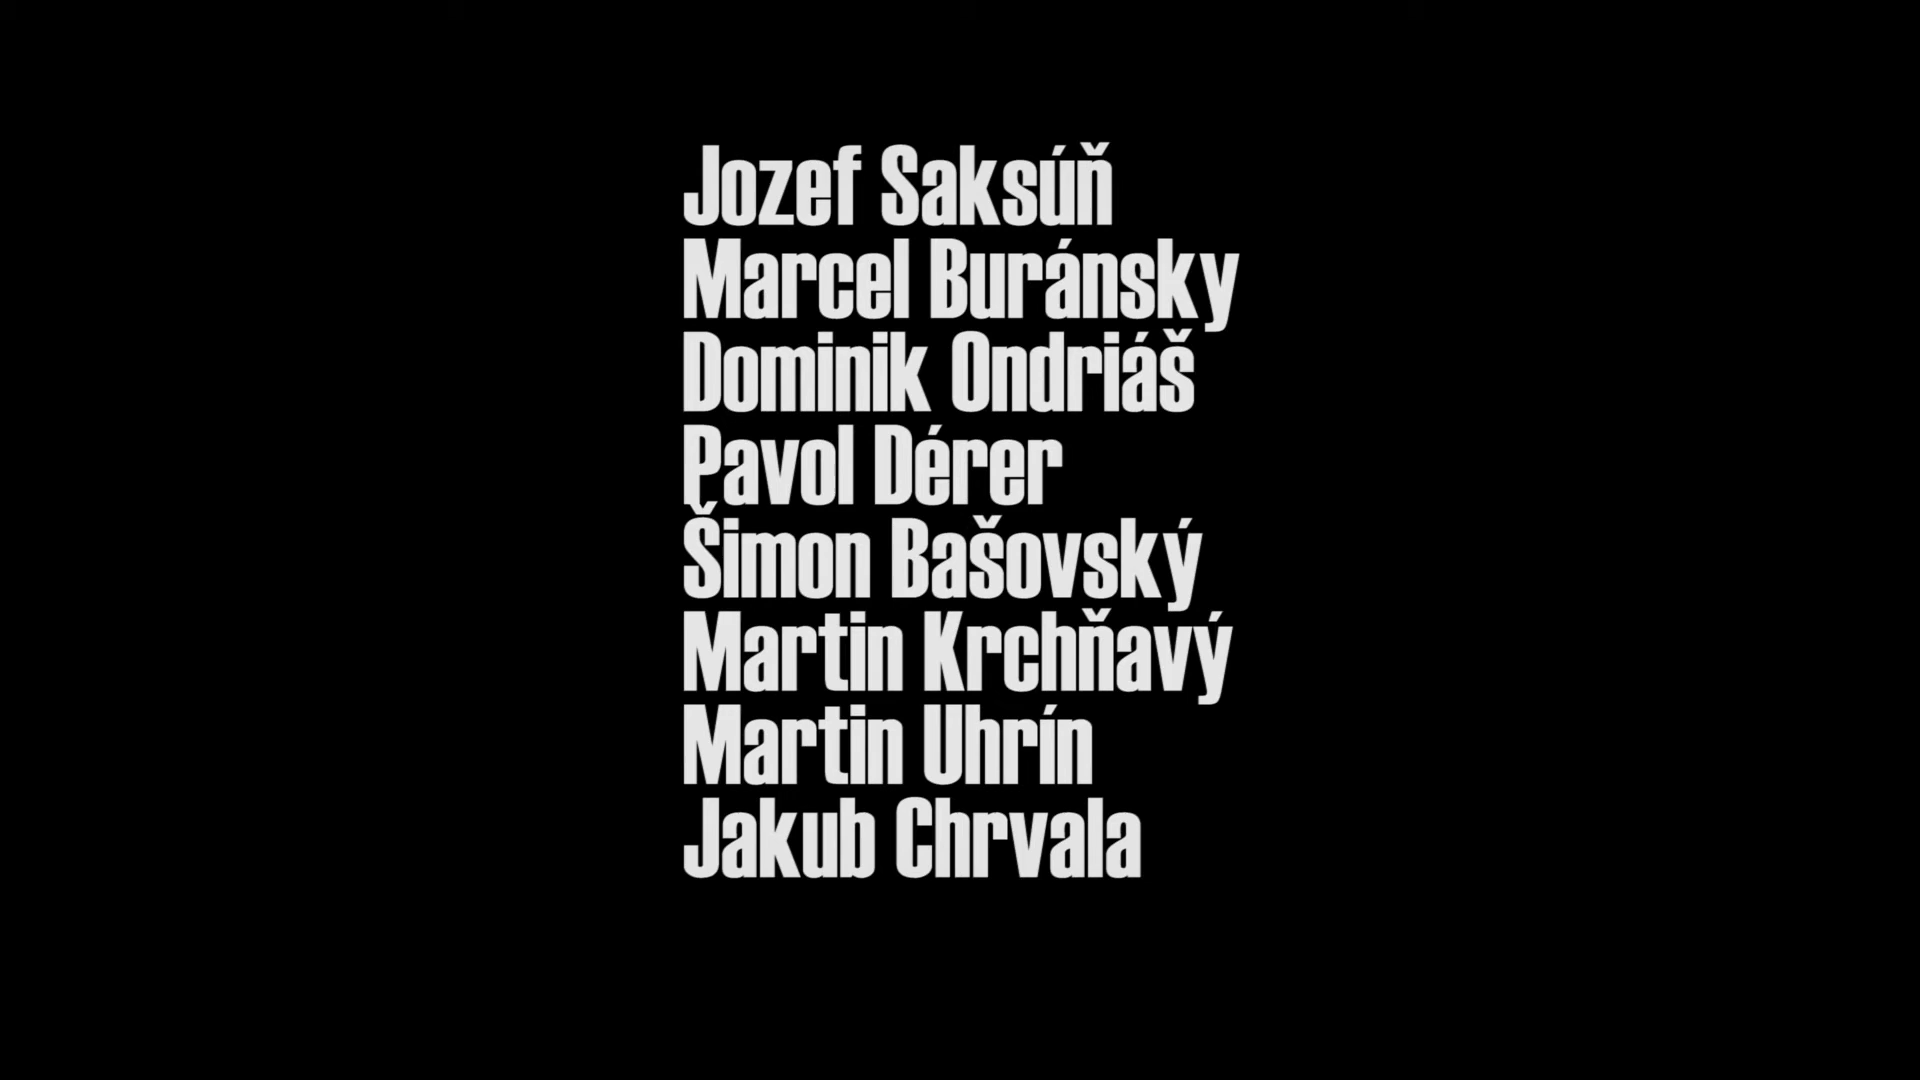 Jozef Saksúň
Marcel Buránsky
Dominik Ondriáš
Pavol Dérer
Šimon Bašovský
Martin Krchňavý
Martin Uhrín
Jakub Chrvala